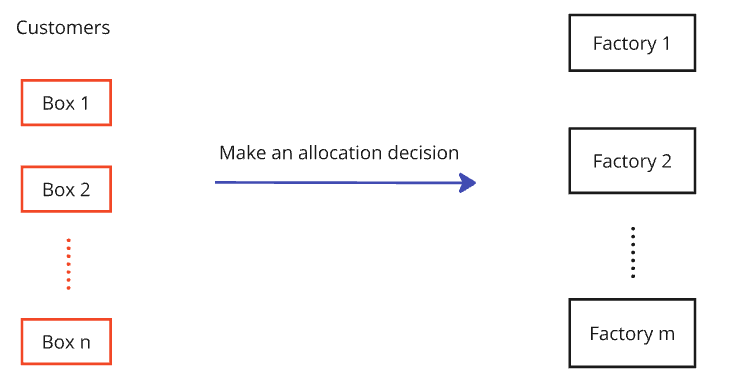 Customers
Box 1
Box 2
Box n
Make an allocation decision
Factory 1
Factory 2
Factory m